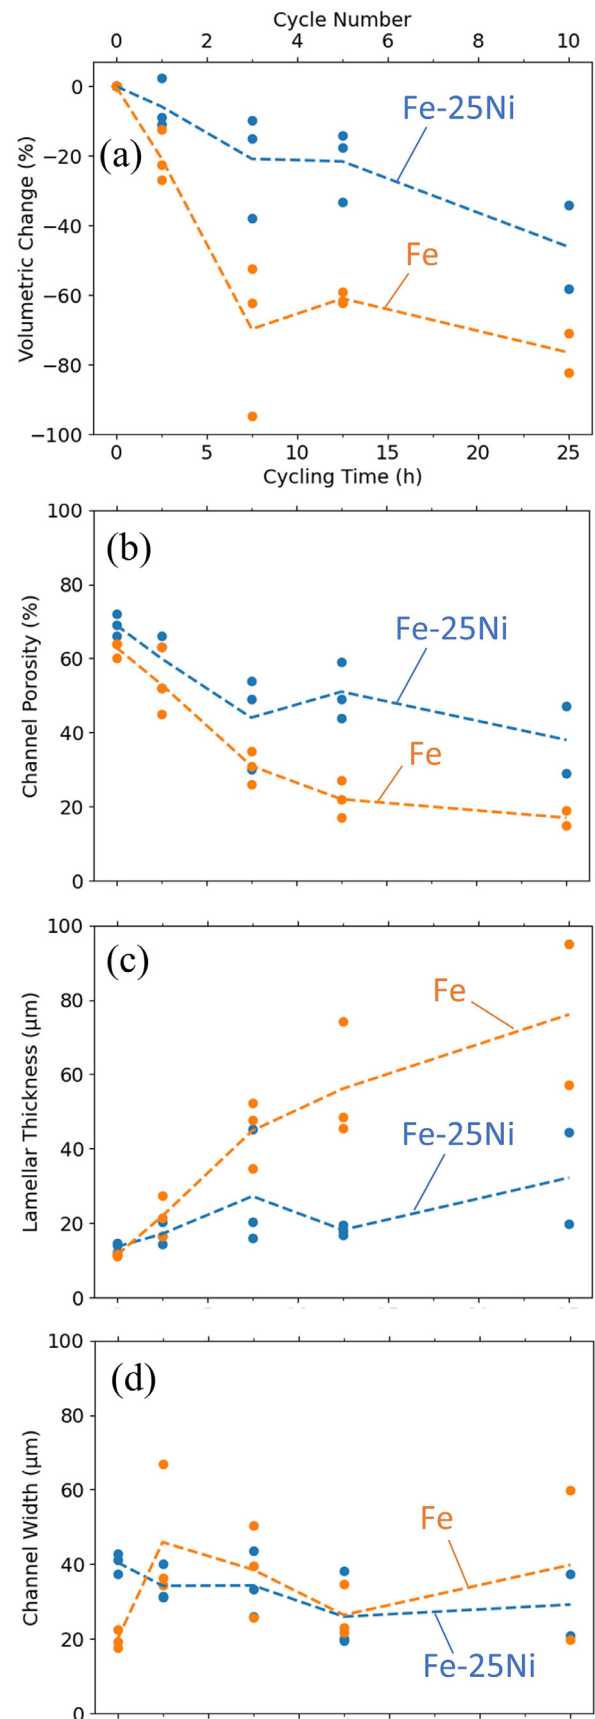 Cycle Number
0 2 4 6 8 10
0
−20
−40
−60
−80
−100
Volumetric Change (%)
(a)
Fe-25Ni
Fe
0 5 10 15 20 25
Cycling Time (h)
100
80
60
40
20
0
Channel Porosity (%)
(b)
Fe-25Ni
Fe
100
80
60
40
20
0
Lamellar Thickness (μm)
(c)
Fe
Fe-25Ni
100
80
60
40
20
0
Channel Width (μm)
(d)
Fe
Fe-25Ni